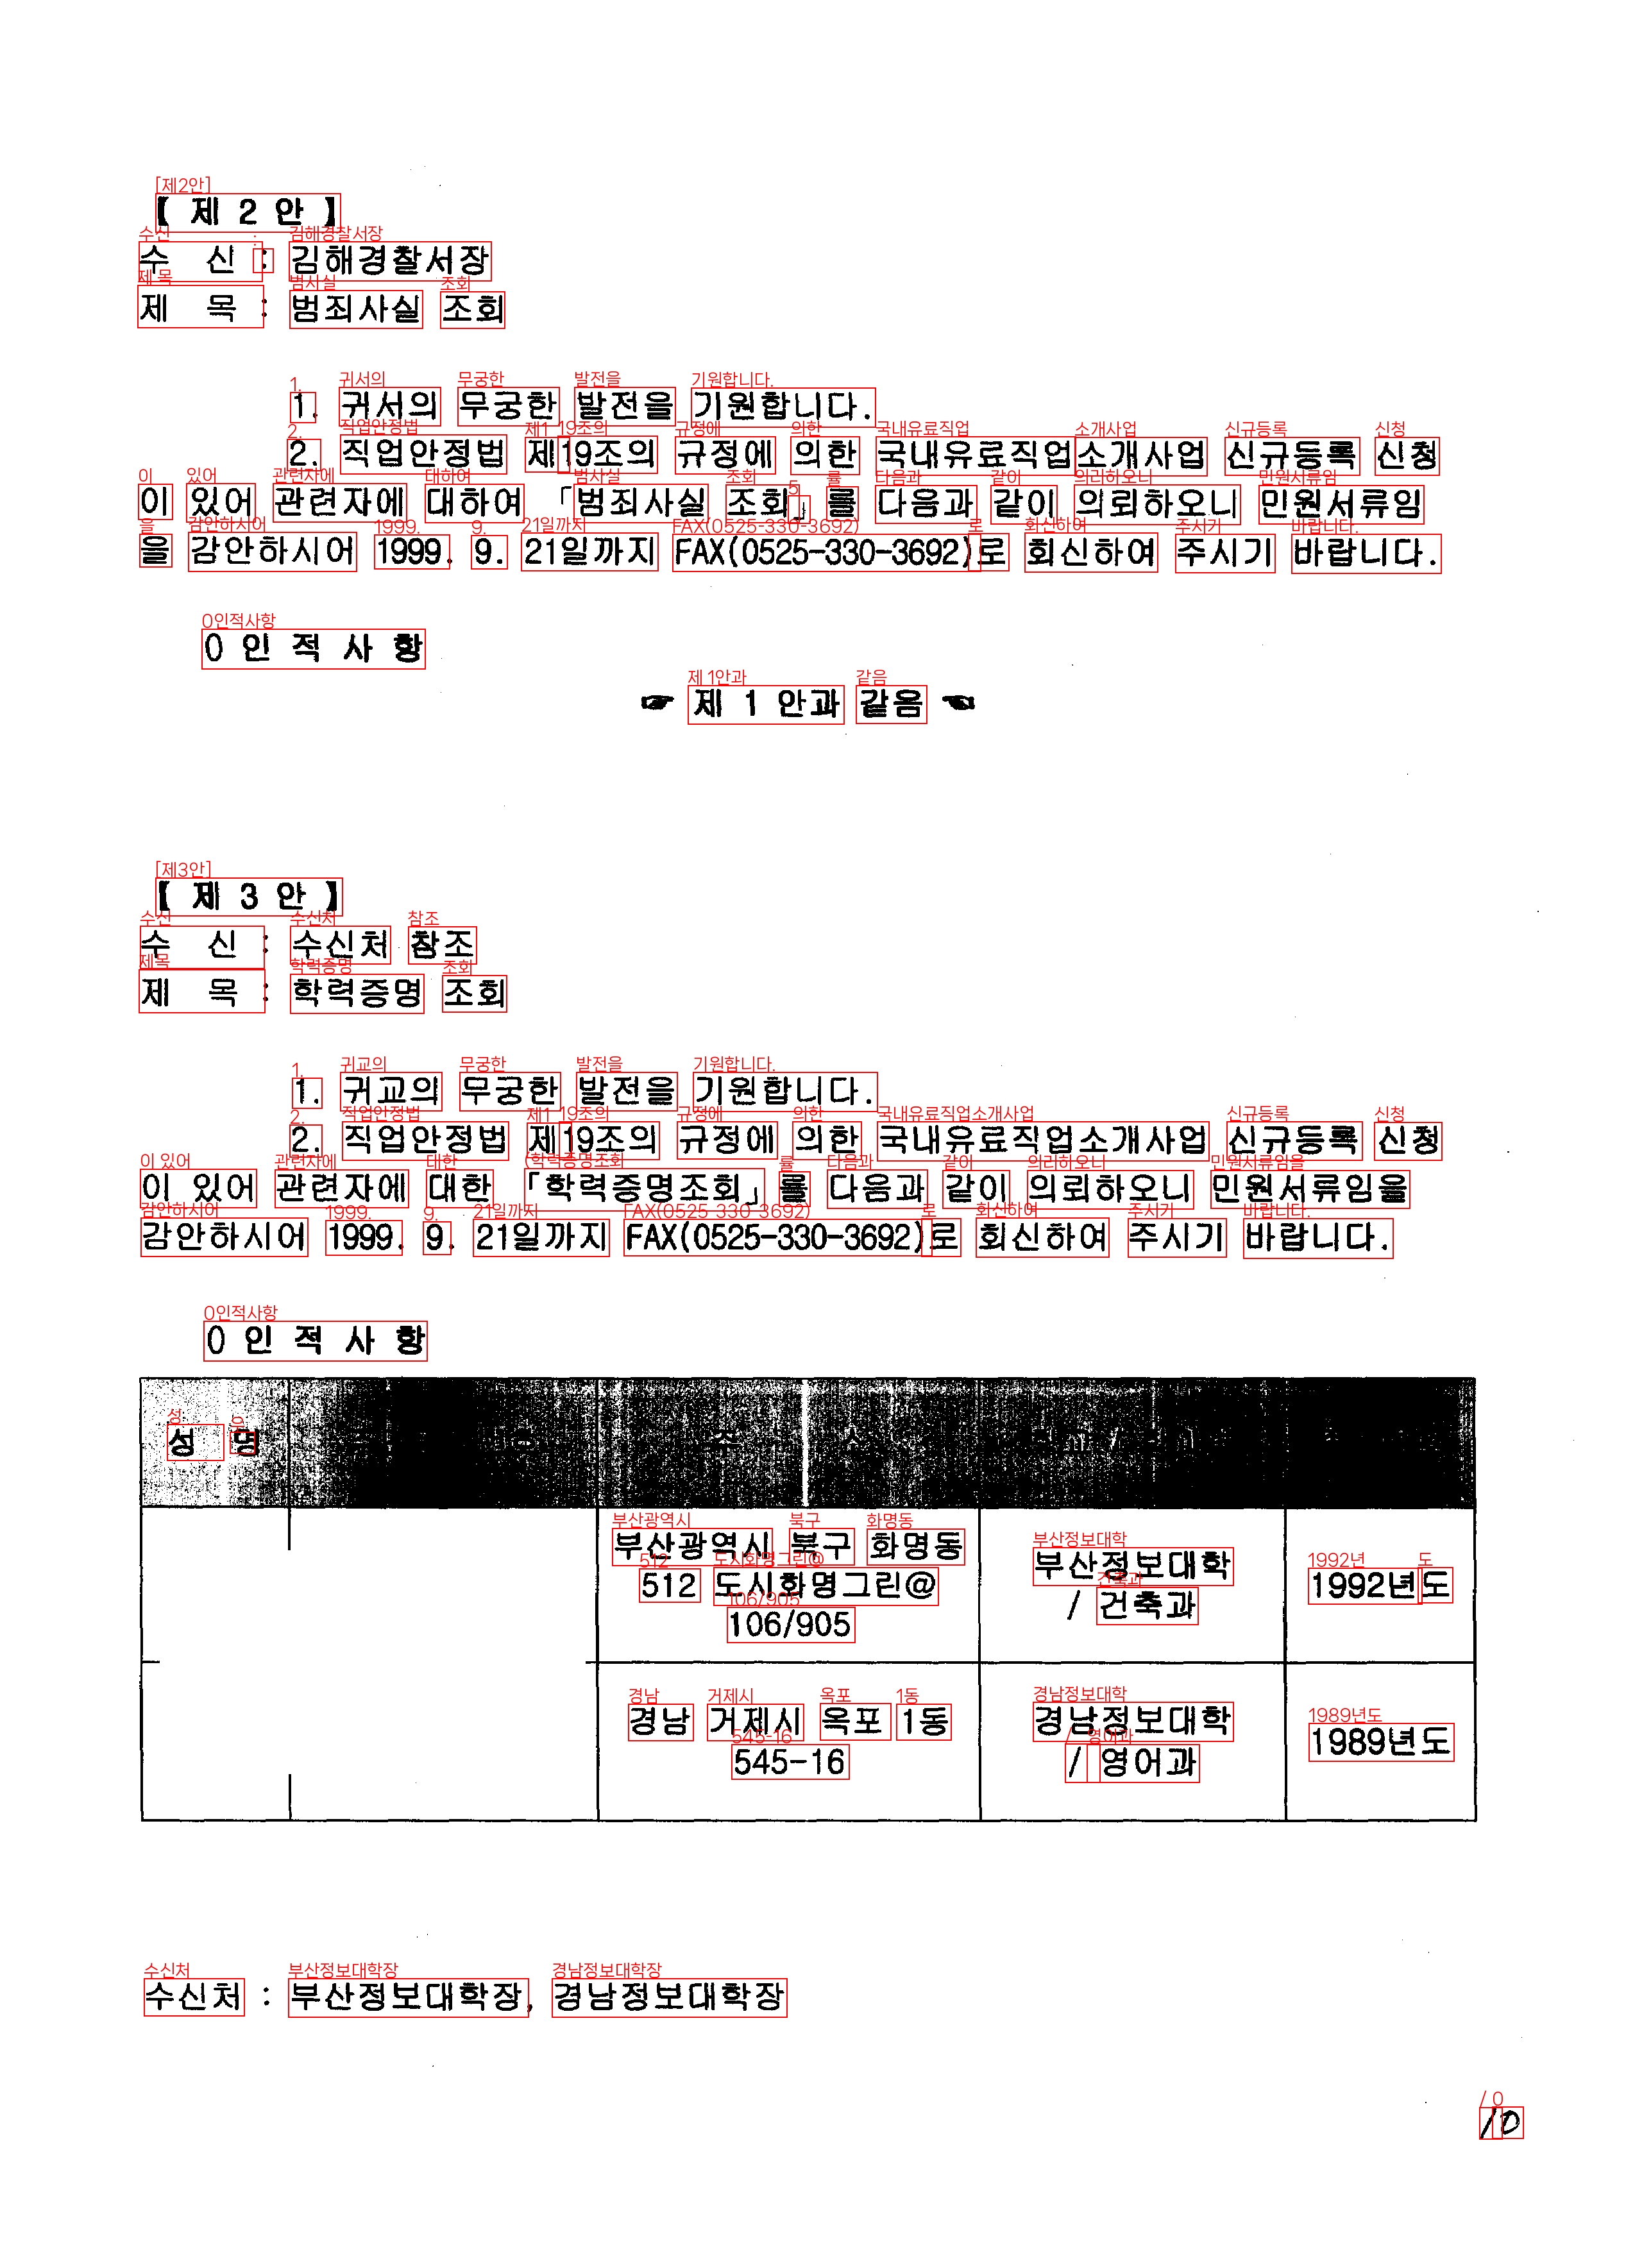 【 제 2 안 】
수 신 : 김해경찰서장
제 목 : 범죄사실 조회
1. 귀서의 무궁한 발전을 기원합니다.
2. 직업안정법 제19조의 규정에 의한 국내유료직업소개사업 신규등록 신청
이 있어 관련자에 대하여 「범죄사실 조회」를 다음과 같이 의뢰하오니 민원서류임
을 감안하시어 1999. 9. 21일까지 FAX(0525-330-3692)로 회신하여 주시기 바랍니다.
0 인 적 사 항
☞ 제 1 안과 같음 ☜
【 제 3 안 】
수 신 : 수신처 참조
제 목 : 학력증명 조회
1. 귀교의 무궁한 발전을 기원합니다.
2. 직업안정법 제19조의 규정에 의한 국내유료직업소개사업 신규등록 신청
이 있어 관련자에 대한 「학력증명조회」를 다음과 같이 의뢰하오니 민원서류임을
감안하시어 1999. 9. 21일까지 FAX(0525-330-3692)로 회신하여 주시기 바랍니다.
0 인 적 사 항
성 명 주 소
부산광역시 북구 화명동
512 도시화명그린@
106/905
부산정보대학
/ 건축과
1992년도
경남 거제시 옥포 1동
545-16
경남정보대학
/ 영어과
1989년도
수신처 : 부산정보대학장, 경남정보대학장
10